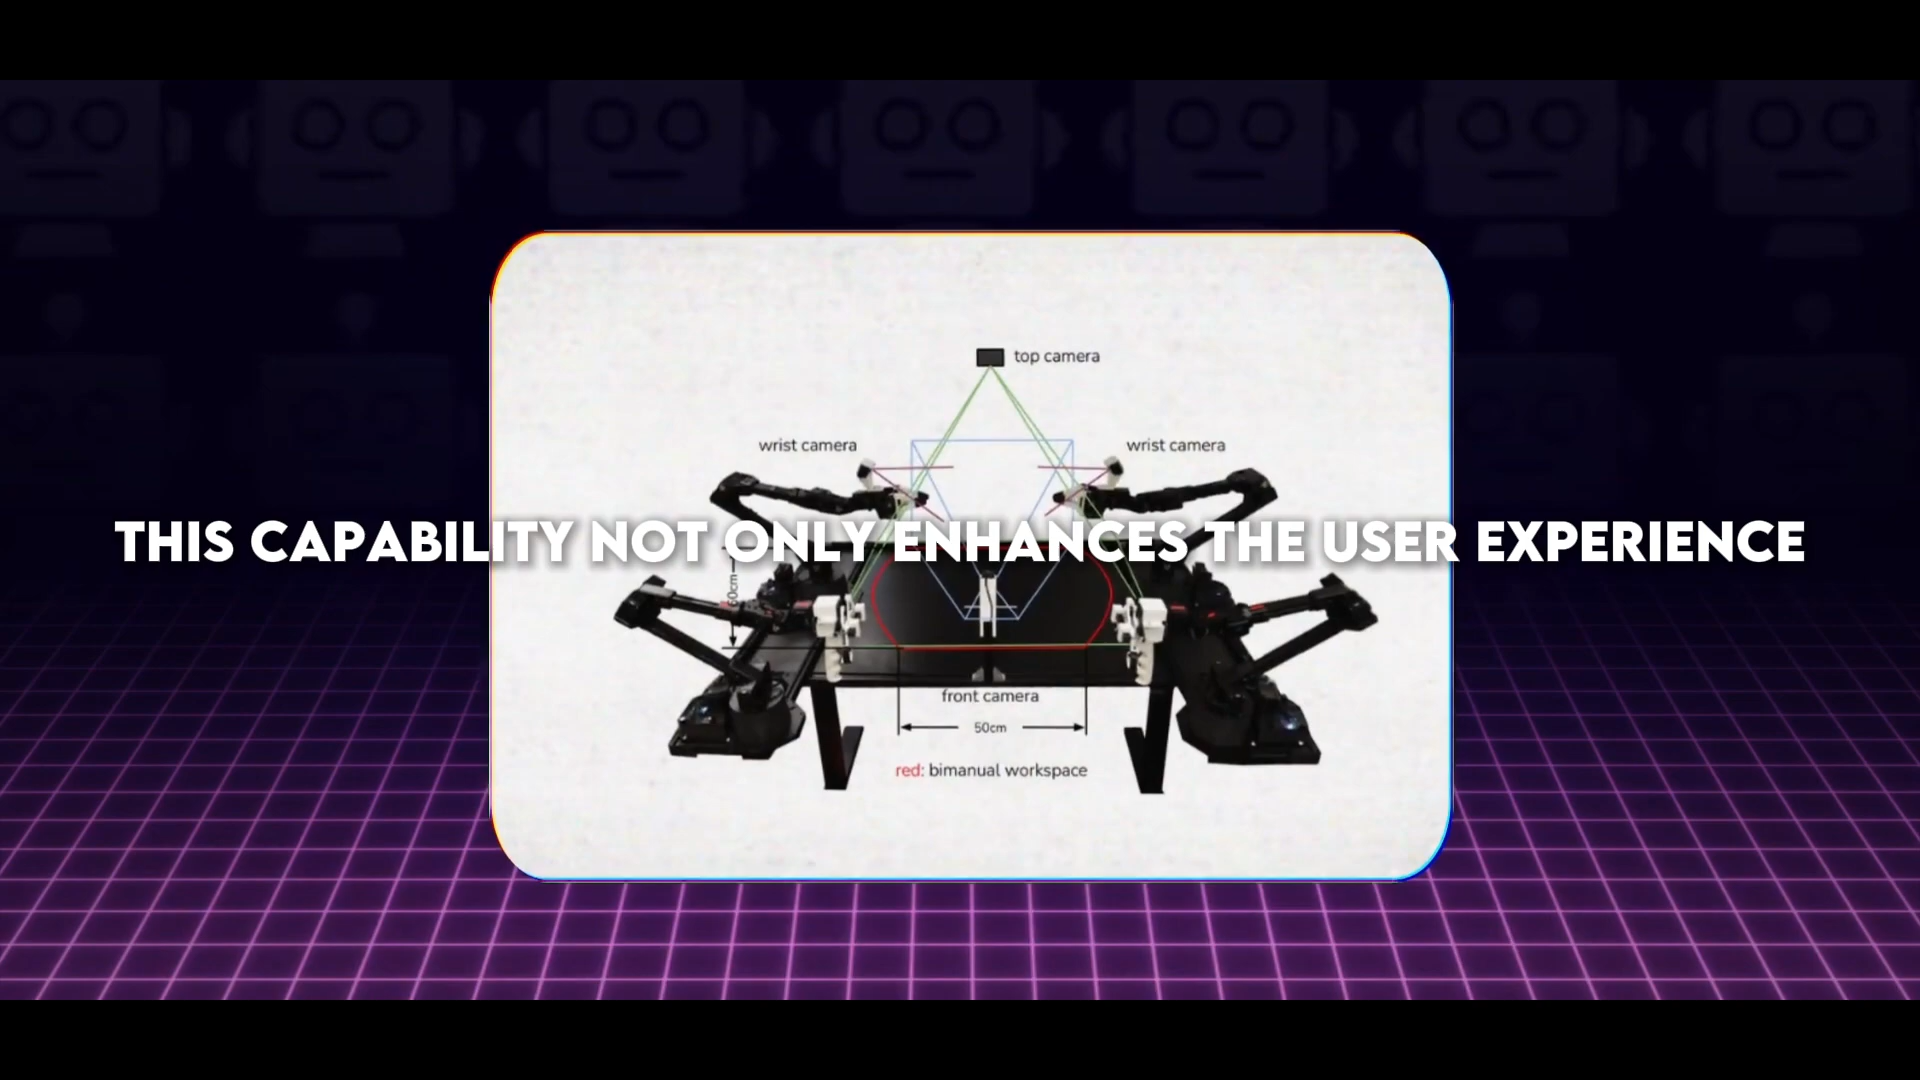 top camera
wrist camera
wrist camera
THIS CAPABILITY NOT ONLY ENHANCES THE USER EXPERIENCE
60cm
front camera
50cm
red: bimanual workspace